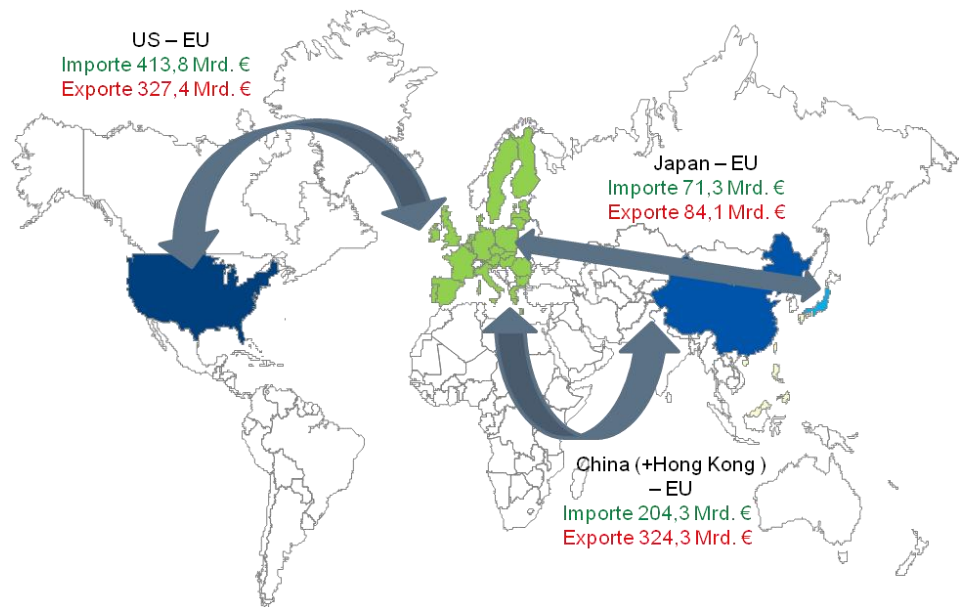 US – EU
Importe 413,8 Mrd. €
Exporte 327,4 Mrd. €
Japan – EU
Importe 71,3 Mrd. €
Exporte 84,1 Mrd. €
China (+Hong Kong )
– EU
Importe 204,3 Mrd. €
Exporte 324,3 Mrd. €